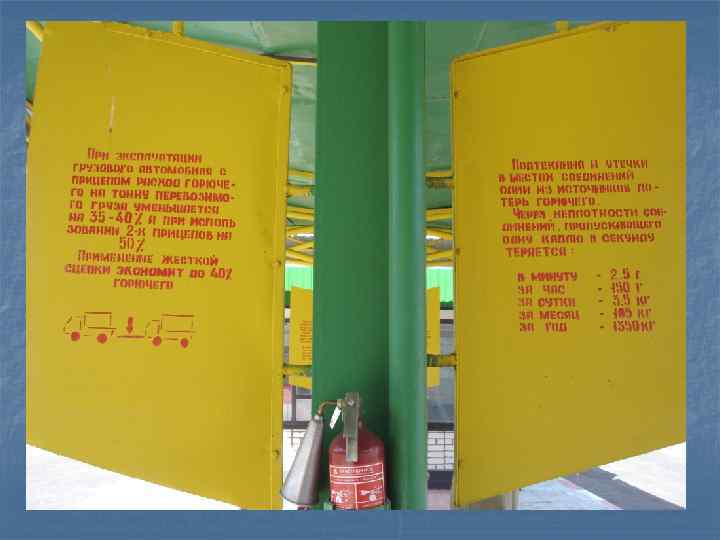 При эксплуатации
грузового автомобиля с
прицепом расход горюче-
го на тонну перевозимо-
го груза уменьшается
на 35-40% а при исполь
зовании 2-х прицепов на
50%
Применение жесткой
сцепки экономит до 40%
горючего
Подтекания и утечки
в местах соединений
один из источников по-
терь горючего.
Через неплотности сое-
динений, пропускающего
одну каплю в секунду
теряется:
в минуту - 2,5 г
за час - 150 г
за сутки - 3,5 кг
за месяц - 105 кг
за год -